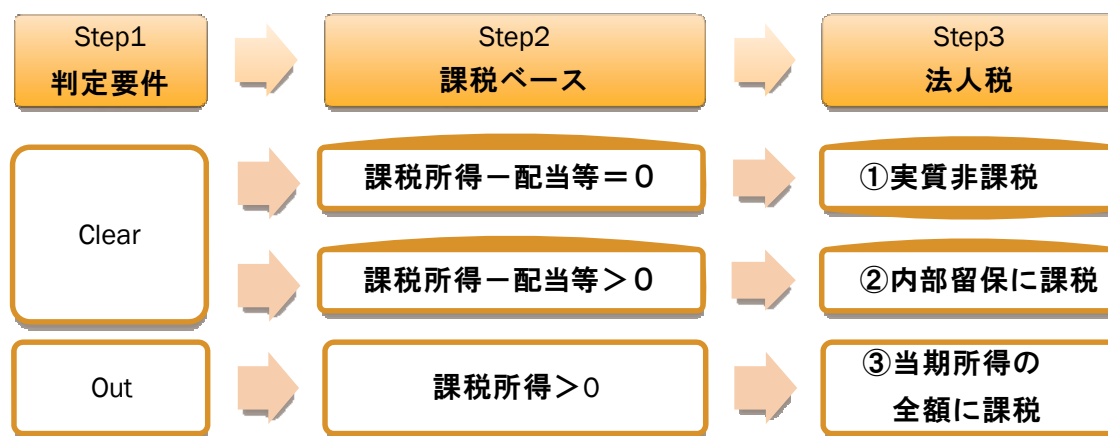 Step1
判定要件
Step2
課税ベース
Step3
法人税
Clear
課税所得－配当等＝０
①実質非課税
課税所得－配当等＞０
②内部留保に課税
Out
課税所得＞0
③当期所得の
全額に課税